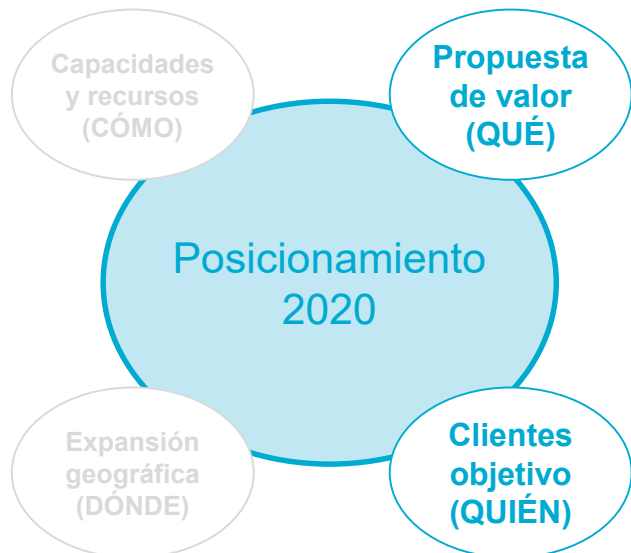 Capacidades
y recursos
(CÓMO)
Propuesta
de valor
(QUÉ)
Posicionamiento
2020
Expansión
geográfica
(DÓNDE)
Clientes
objetivo
(QUIÉN)